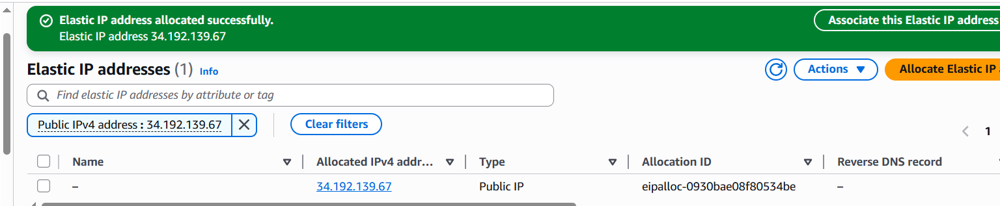 Elastic IP address allocated successfully.
Associate this Elastic IP address
Elastic IP address 34.192.139.67
Elastic IP addresses (1) Info
Actions
Allocate Elastic IP
Find elastic IP addresses by attribute or tag
Public IPv4 address : 34.192.139.67
Clear filters
1
Name Allocated IPv4 addr... Type Allocation ID Reverse DNS record
– 34.192.139.67 Public IP eipalloc-0930bae08f80534be –